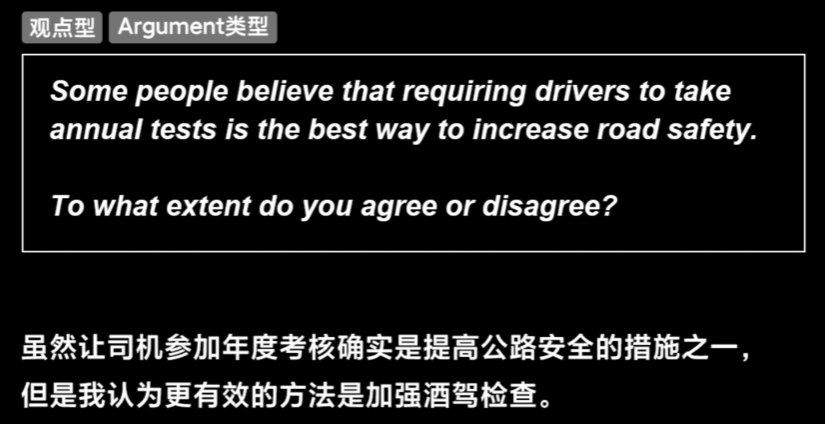 观点型 Argument类型
Some people believe that requiring drivers to take
annual tests is the best way to increase road safety.
To what extent do you agree or disagree?
虽然让司机参加年度考核确实是提高公路安全的措施之一，
但是我认为更有效的方法是加强酒驾检查。